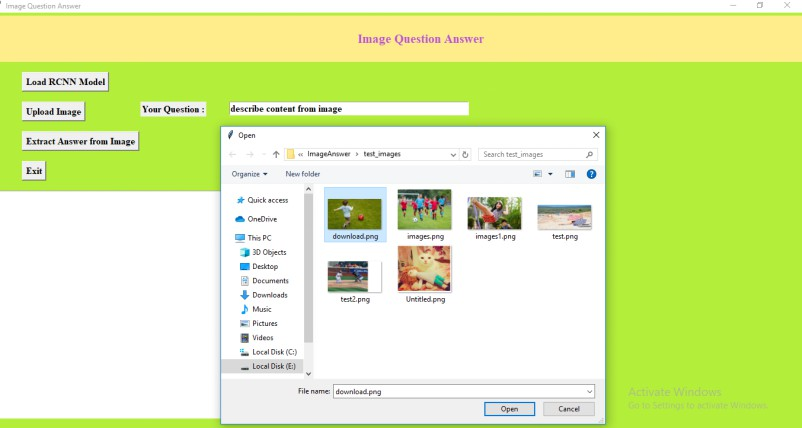 Image Question Answer
Image Question Answer
Load RCNN Model
Upload Image
Your Question :
describe content from image
Extract Answer from Image
Exit
Open
« ImageAnswer › test_images
Search test_images
Organize
New folder
Quick access
OneDrive
This PC
3D Objects
Desktop
Documents
Downloads
Music
Pictures
Videos
Local Disk (C:)
Local Disk (E:)
download.png
images.png
images1.png
test.png
test2.png
Untitled.png
File name:
download.png
Open
Cancel
Activate Windows
Go to Settings to activate Windows.